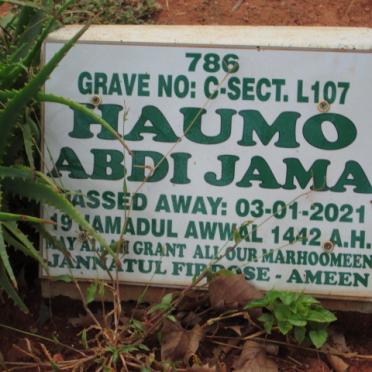 786
GRAVE NO: C-SECT. L107
HAUMO
ABDI JAMA
PASSED AWAY: 03-01-2021
19 JAMADUL AWWAL 1442 A.H.
MAY ALLAH GRANT ALL OUR MARHOOMEEN
JANNATUL FIRDOSE - AMEEN